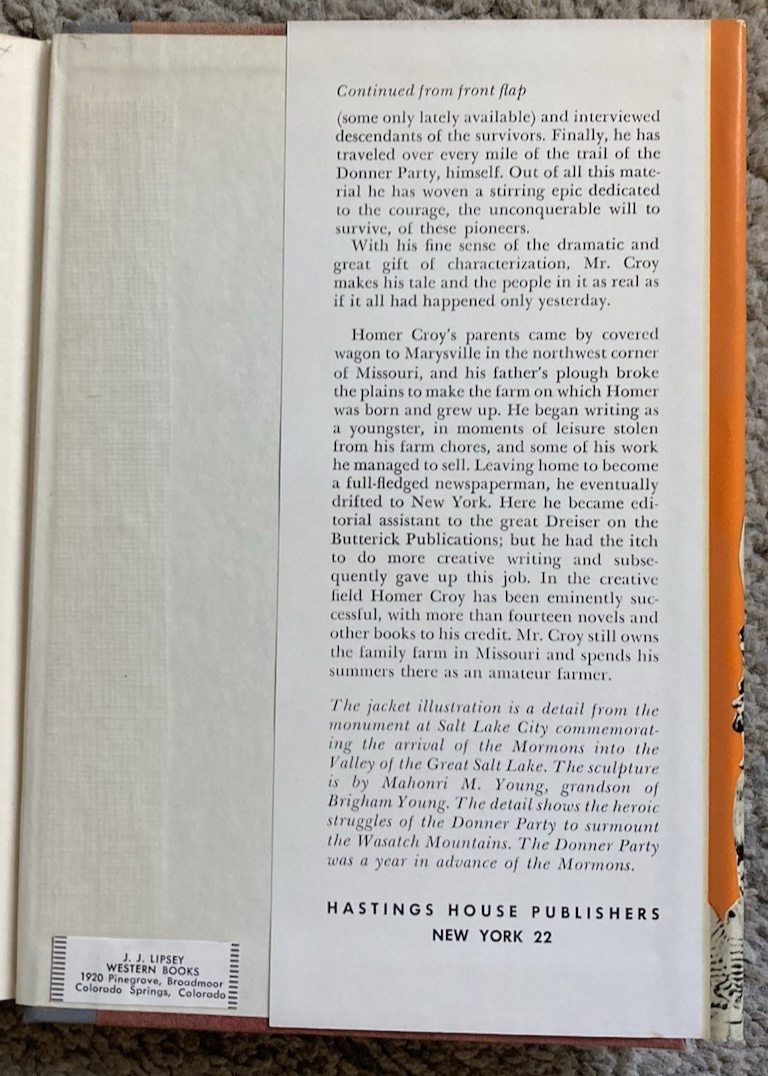 Continued from front flap
(some only lately available) and interviewed
descendants of the survivors. Finally, he has
traveled over every mile of the trail of the
Donner Party, himself. Out of all this mate-
rial he has woven a stirring epic dedicated
to the courage, the unconquerable will to
survive, of these pioneers.
With his fine sense of the dramatic and
great gift of characterization, Mr. Croy
makes his tale and the people in it as real as
if it all had happened only yesterday.
Homer Croy's parents came by covered
wagon to Marysville in the northwest corner
of Missouri, and his father's plough broke
the plains to make the farm on which Homer
was born and grew up. He began writing as
a youngster, in moments of leisure stolen
from his farm chores, and some of his work
he managed to sell. Leaving home to become
a full-fledged newspaperman, he eventually
drifted to New York. Here he became edi-
torial assistant to the great Dreiser on the
Butterick Publications; but he had the itch
to do more creative writing and subse-
quently gave up this job. In the creative
field Homer Croy has been eminently suc-
cessful, with more than fourteen novels and
other books to his credit. Mr. Croy still owns
the family farm in Missouri and spends his
summers there as an amateur farmer.
The jacket illustration is a detail from the
monument at Salt Lake City commemorat-
ing the arrival of the Mormons into the
Valley of the Great Salt Lake. The sculpture
is by Mahonri M. Young, grandson of
Brigham Young. The detail shows the heroic
struggles of the Donner Party to surmount
the Wasatch Mountains. The Donner Party
was a year in advance of the Mormons.
HASTINGS HOUSE PUBLISHERS
NEW YORK 22
J. J. LIPSEY
WESTERN BOOKS
1920 Pinegrove, Broadmoor
Colorado Springs, Colorado